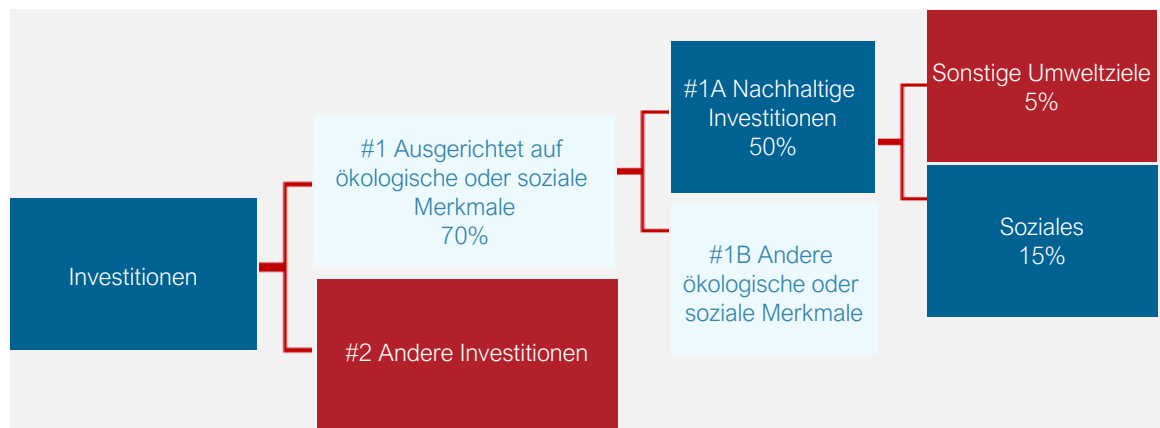 Investitionen
#1 Ausgerichtet auf
ökologische oder soziale
Merkmale
70%
#2 Andere Investitionen
#1A Nachhaltige
Investitionen
50%
#1B Andere
ökologische oder
soziale Merkmale
Sonstige Umweltziele
5%
Soziales
15%